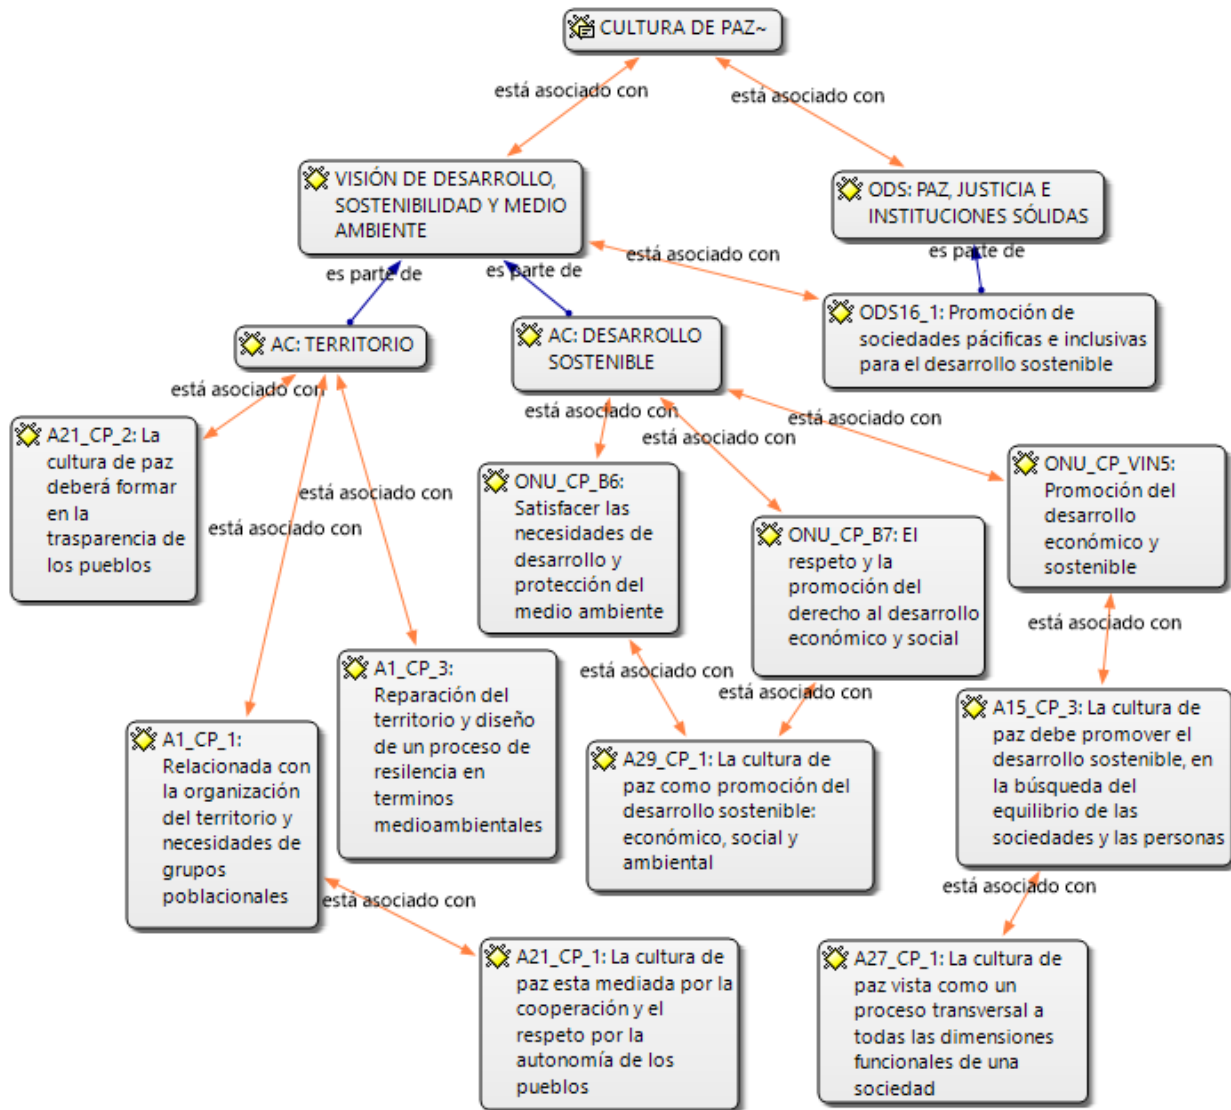 CULTURA DE PAZ~
está asociado con
está asociado con
VISIÓN DE DESARROLLO,
SOSTENIBILIDAD Y MEDIO
AMBIENTE
ODS: PAZ, JUSTICIA E
INSTITUCIONES SÓLIDAS
está asociado con
es parte de
es parte de
es parte de
ODS16_1: Promoción de
sociedades pácificas e inclusivas
para el desarrollo sostenible
AC: TERRITORIO
AC: DESARROLLO
SOSTENIBLE
está asociado con
está asociado con
está asociado con
está asociado con
A21_CP_2: La
cultura de paz
deberá formar
en la
trasparencia de
los pueblos
está asociado con
está asociado con
ONU_CP_B6:
Satisfacer las
necesidades de
desarrollo y
protección del
medio ambiente
ONU_CP_B7: El
respeto y la
promoción del
derecho al desarrollo
económico y social
ONU_CP_VIN5:
Promoción del
desarrollo
económico y
sostenible
está asociado con
está asociado con
está asociado con
A1_CP_3:
Reparación del
territorio y diseño
de un proceso de
resilencia en
terminos
medioambientales
A1_CP_1:
Relacionada con
la organización
del territorio y
necesidades de
grupos
poblacionales
A29_CP_1: La cultura de
paz como promoción del
desarrollo sostenible:
económico, social y
ambiental
A15_CP_3: La cultura de
paz debe promover el
desarrollo sostenible, en
la búsqueda del
equilibrio de las
sociedades y las personas
está asociado con
está asociado con
A21_CP_1: La cultura de
paz esta mediada por la
cooperación y el
respeto por la
autonomía de los
pueblos
A27_CP_1: La cultura de
paz vista como un
proceso transversal a
todas las dimensiones
funcionales de una
sociedad